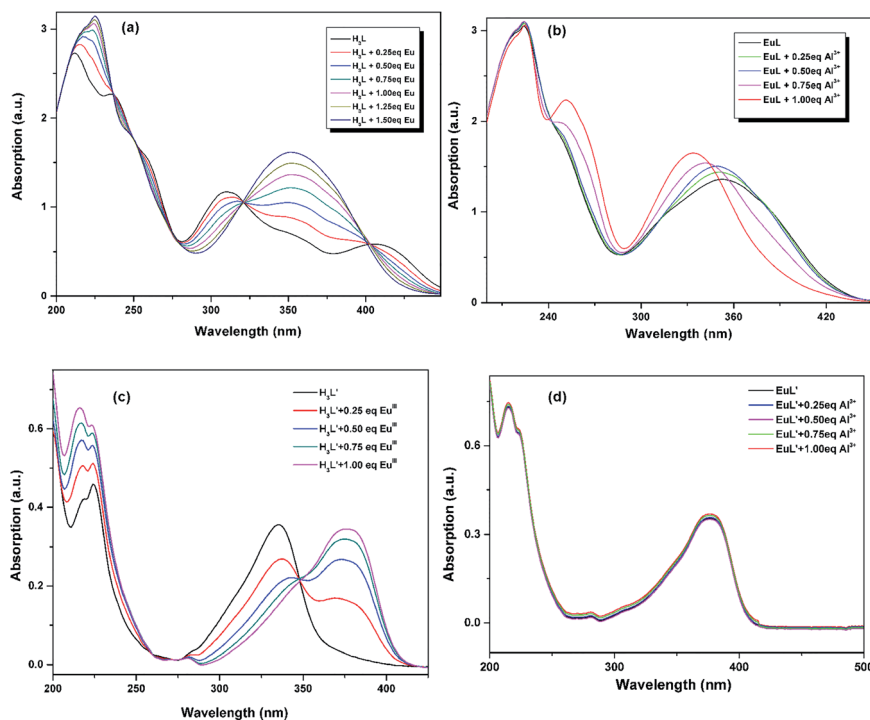 (a)
H₃L
H₃L + 0.25eq Eu
H₃L + 0.50eq Eu
H₃L + 0.75eq Eu
H₃L + 1.00eq Eu
H₃L + 1.25eq Eu
H₃L + 1.50eq Eu
Absorption (a.u.)
3
2
1
0
200 250 300 350 400
Wavelength (nm)
(b)
EuL
EuL + 0.25eq Al³⁺
EuL + 0.50eq Al³⁺
EuL + 0.75eq Al³⁺
EuL + 1.00eq Al³⁺
Absorption (a.u.)
3
2
1
0
240 300 360 420
Wavelength (nm)
(c)
H₃L'
H₃L'+0.25 eq Euᴵᴵᴵ
H₃L'+0.50 eq Euᴵᴵᴵ
H₃L'+0.75 eq Euᴵᴵᴵ
H₃L'+1.00 eq Euᴵᴵᴵ
Absorption (a.u.)
0.6
0.4
0.2
0.0
200 250 300 350 400
Wavelength (nm)
(d)
EuL'
EuL'+0.25eq Al³⁺
EuL'+0.50eq Al³⁺
EuL'+0.75eq Al³⁺
EuL'+1.00eq Al³⁺
Absorption (a.u.)
0.6
0.3
0.0
200 300 400 500
Wavelength (nm)